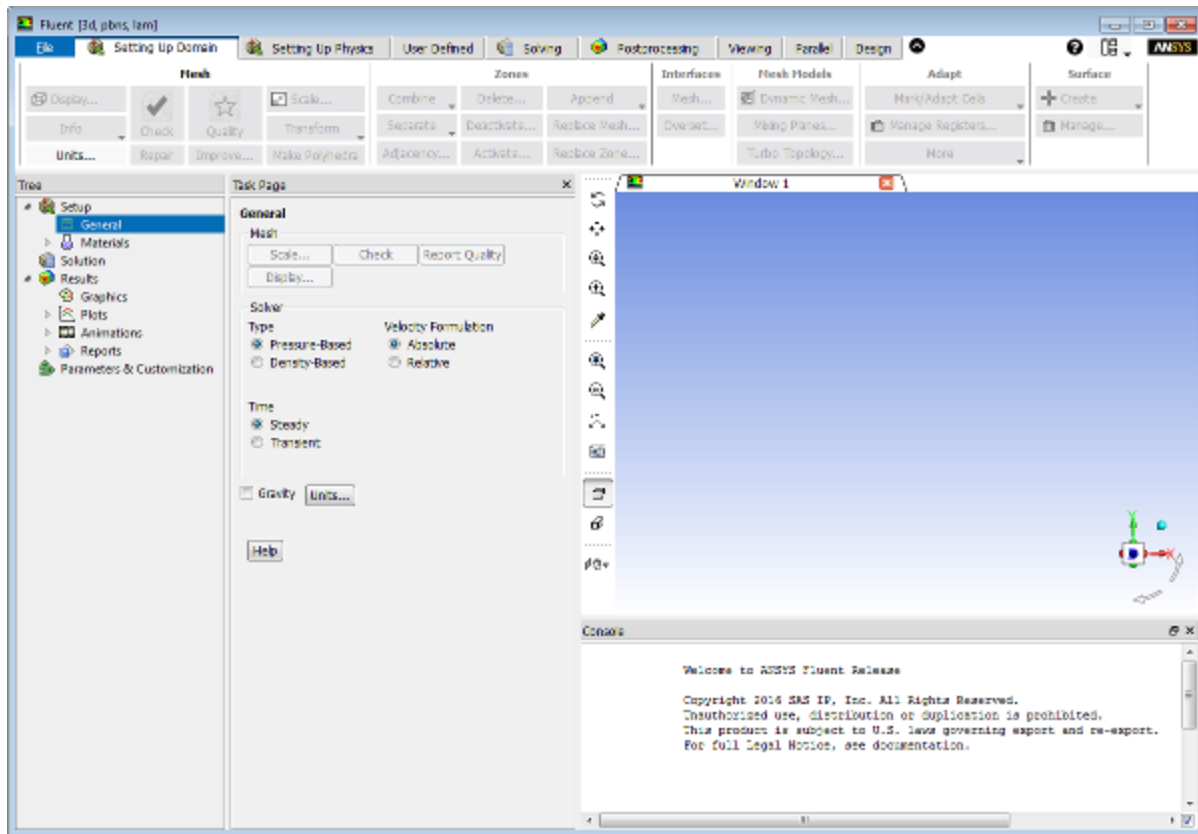 Fluent [3d, pbns, lam]
File Setting Up Domain Setting Up Physics User Defined Solving Postprocessing Viewing Parallel Design ANSYS
Mesh Zones Interfaces Mesh Models Adapt Surface
Display... Scale... Combine Delete... Append Mesh... Dynamic Mesh... Mark/Adapt Cells Create
Info Check Quality Transform Separate Deactivate... Replace Mesh... Overset... Mixing Planes... Manage Registers... Manage...
Units... Repair Improve... Make Polyhedra Adjacency... Activate... Replace Zone... Turbo Topology... More
Tree
Setup
General
Materials
Solution
Results
Graphics
Plots
Animations
Reports
Parameters & Customization
Task Page
General
Mesh
Scale... Check Report Quality
Display...
Solver
Type Velocity Formulation
Pressure-Based Absolute
Density-Based Relative
Time
Steady
Transient
Gravity Units...
Help
Window 1
Y
X
Console
Welcome to ANSYS Fluent Release
Copyright 2016 SAS IP, Inc. All Rights Reserved.
Unauthorized use, distribution or duplication is prohibited.
This product is subject to U.S. laws governing export and re-export.
For full Legal Notice, see documentation.